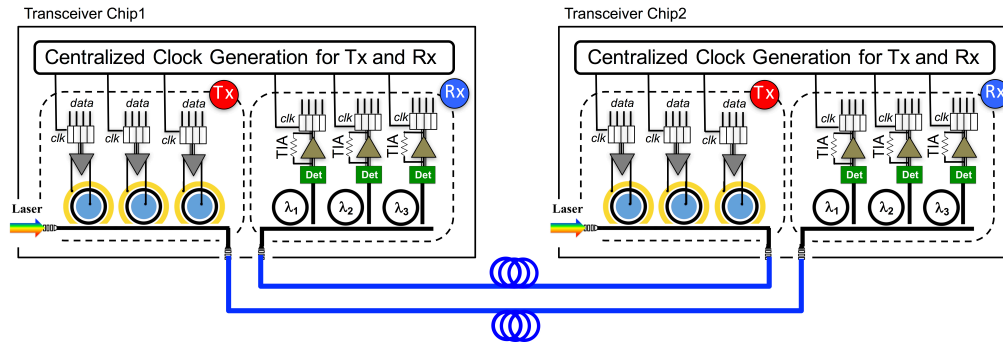 Transceiver Chip1
Transceiver Chip2
Centralized Clock Generation for Tx and Rx
Centralized Clock Generation for Tx and Rx
Tx
Rx
Tx
Rx
data
data
data
data
data
data
clk
clk
clk
clk
clk
clk
clk
clk
clk
clk
clk
clk
TIA
TIA
TIA
TIA
TIA
TIA
Det
Det
Det
Det
Det
Det
Laser
λ1
λ2
λ3
Laser
λ1
λ2
λ3